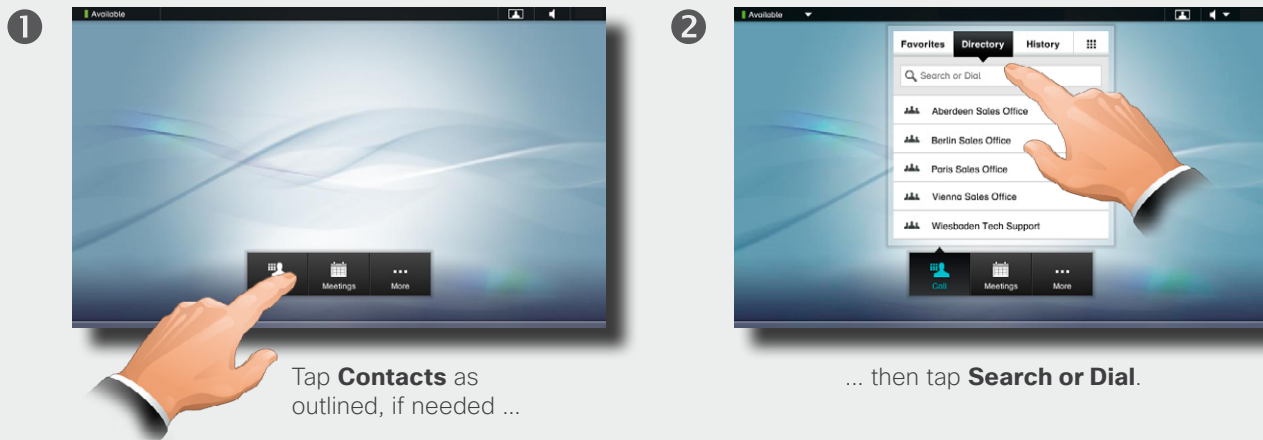 1
Available
Meetings
More
Tap Contacts as
outlined, if needed ...
2
Available
Favorites Directory History
Search or Dial
Aberdeen Sales Office
Berlin Sales Office
Paris Sales Office
Vienna Sales Office
Wiesbaden Tech Support
Call Meetings More
... then tap Search or Dial.